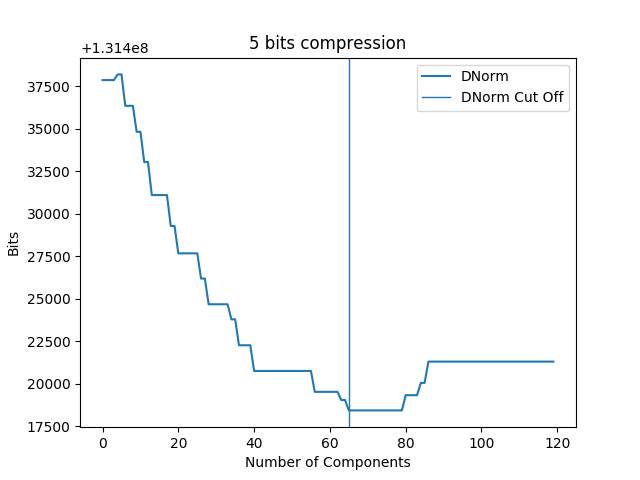 5 bits compression
+1.314e8
DNorm
DNorm Cut Off
37500
35000
32500
30000
27500
25000
22500
20000
17500
Bits
0 20 40 60 80 100 120
Number of Components